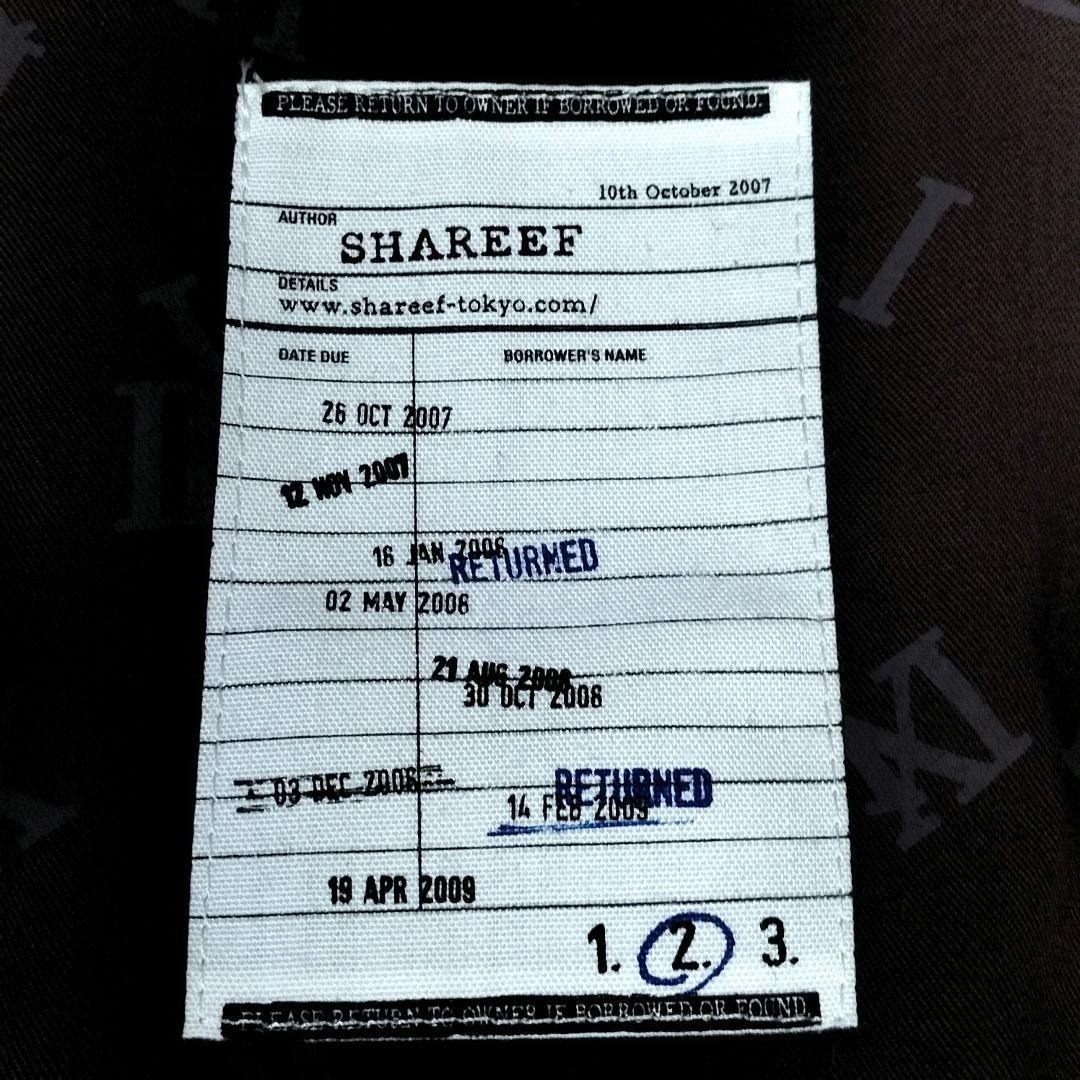 PLEASE RETURN TO OWNER IF BORROWED OR FOUND.
10th October 2007
AUTHOR
SHAREEF
DETAILS
www.shareef-tokyo.com/
DATE DUE BORROWER'S NAME
26 OCT 2007
12 NOV 2007
16 JAN 2008
RETURNED
02 MAY 2008
21 AUG 2008
30 OCT 2008
03 DEC 2008
RETURNED
14 FEB 2009
19 APR 2009
1. 2. 3.
PLEASE RETURN TO OWNER IF BORROWED OR FOUND.